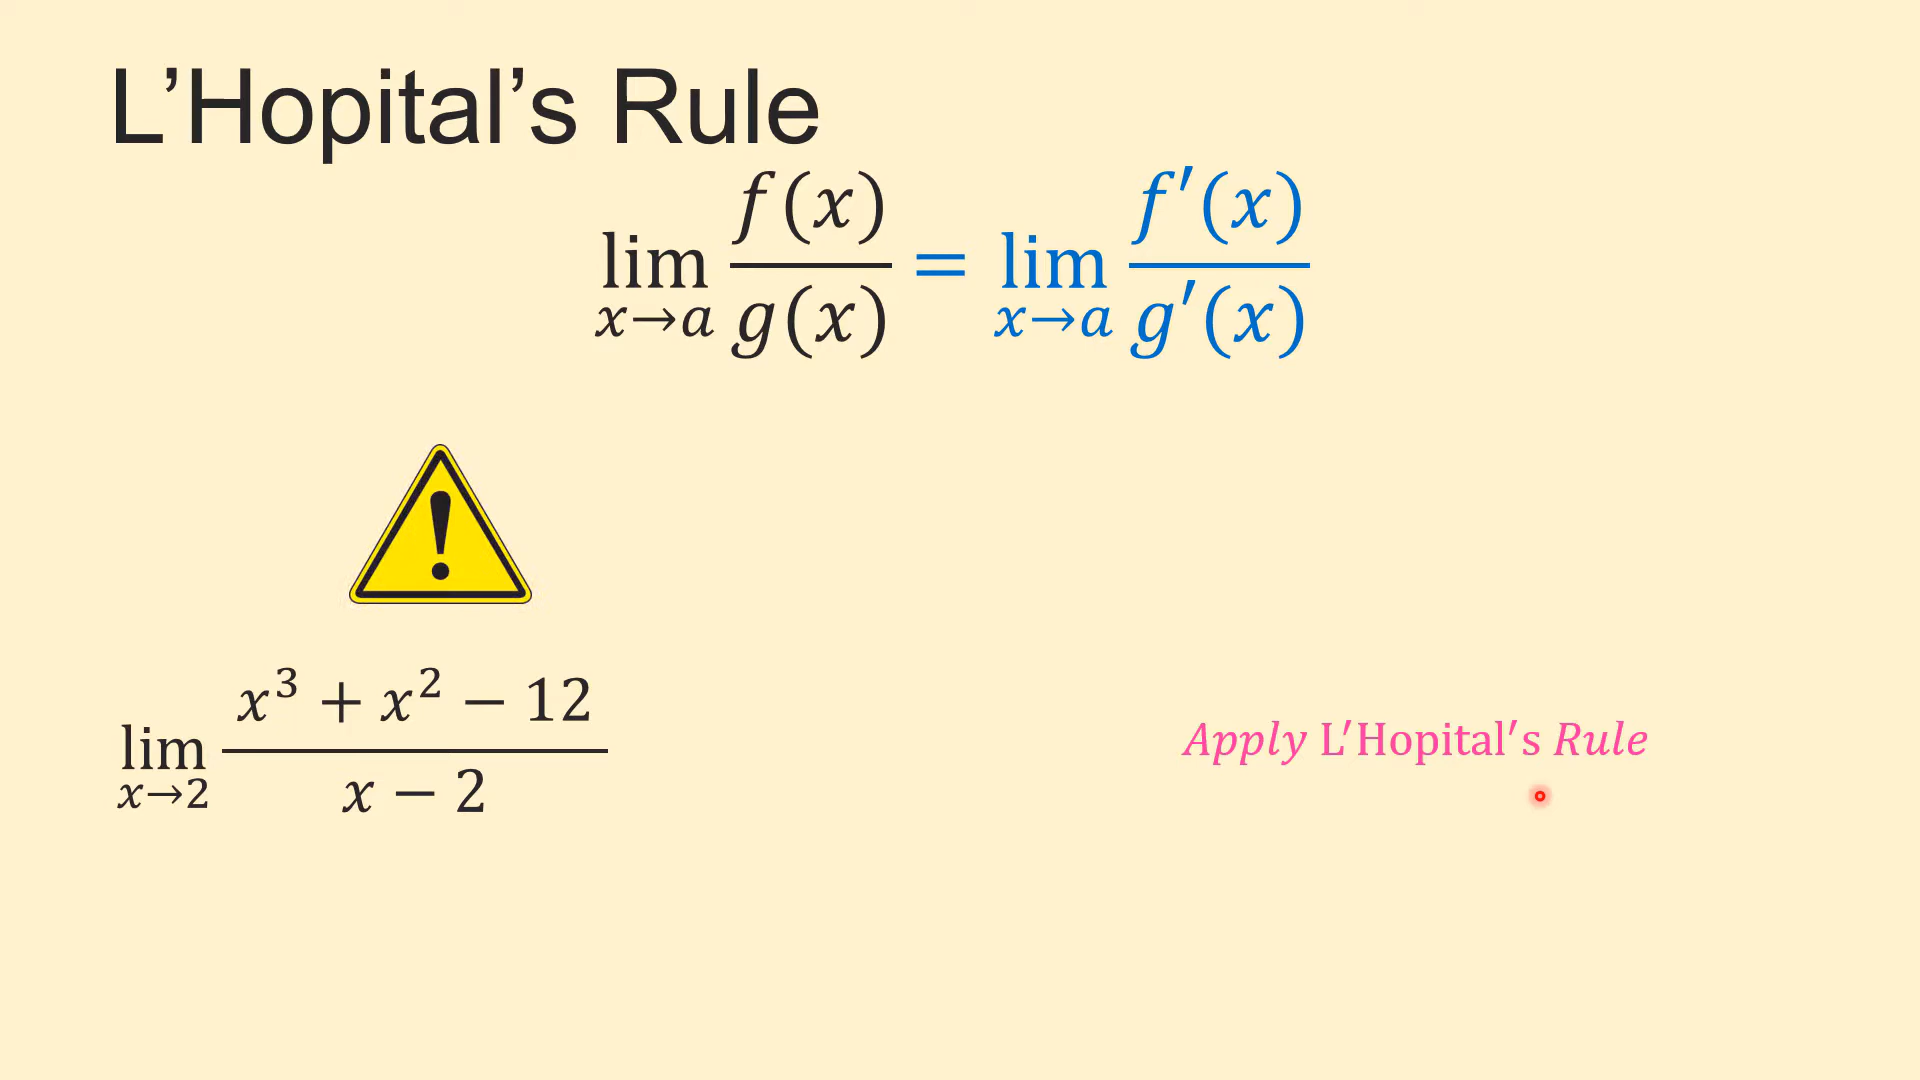 L’Hopital’s Rule
lim x→a f(x)/g(x) = lim x→a f′(x)/g′(x)
lim x→2 (x³ + x² − 12)/(x − 2)
Apply L′Hopital′s Rule